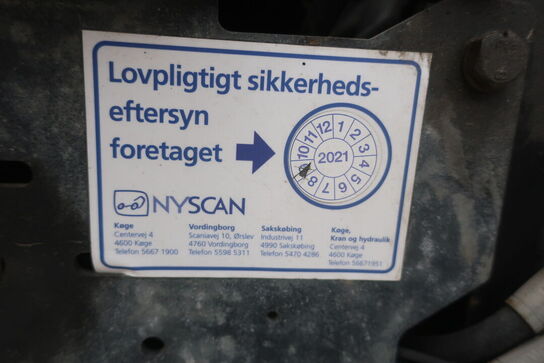 Lovpligtigt sikkerheds-
eftersyn
foretaget
12 1 2 3 4 5 6 7 8 10 11
2021
NYSCAN
Køge
Centervej 4
4600 Køge
Telefon 5667 1900
Vordingborg
Scaniavej 10, Ørslev
4760 Vordingborg
Telefon 5598 5311
Sakskøbing
Industrivej 11
4990 Sakskøbing
Telefon 5470 4286
Køge,
Kran og hydraulik
Centervej 4
4600 Køge
Telefon 56671951